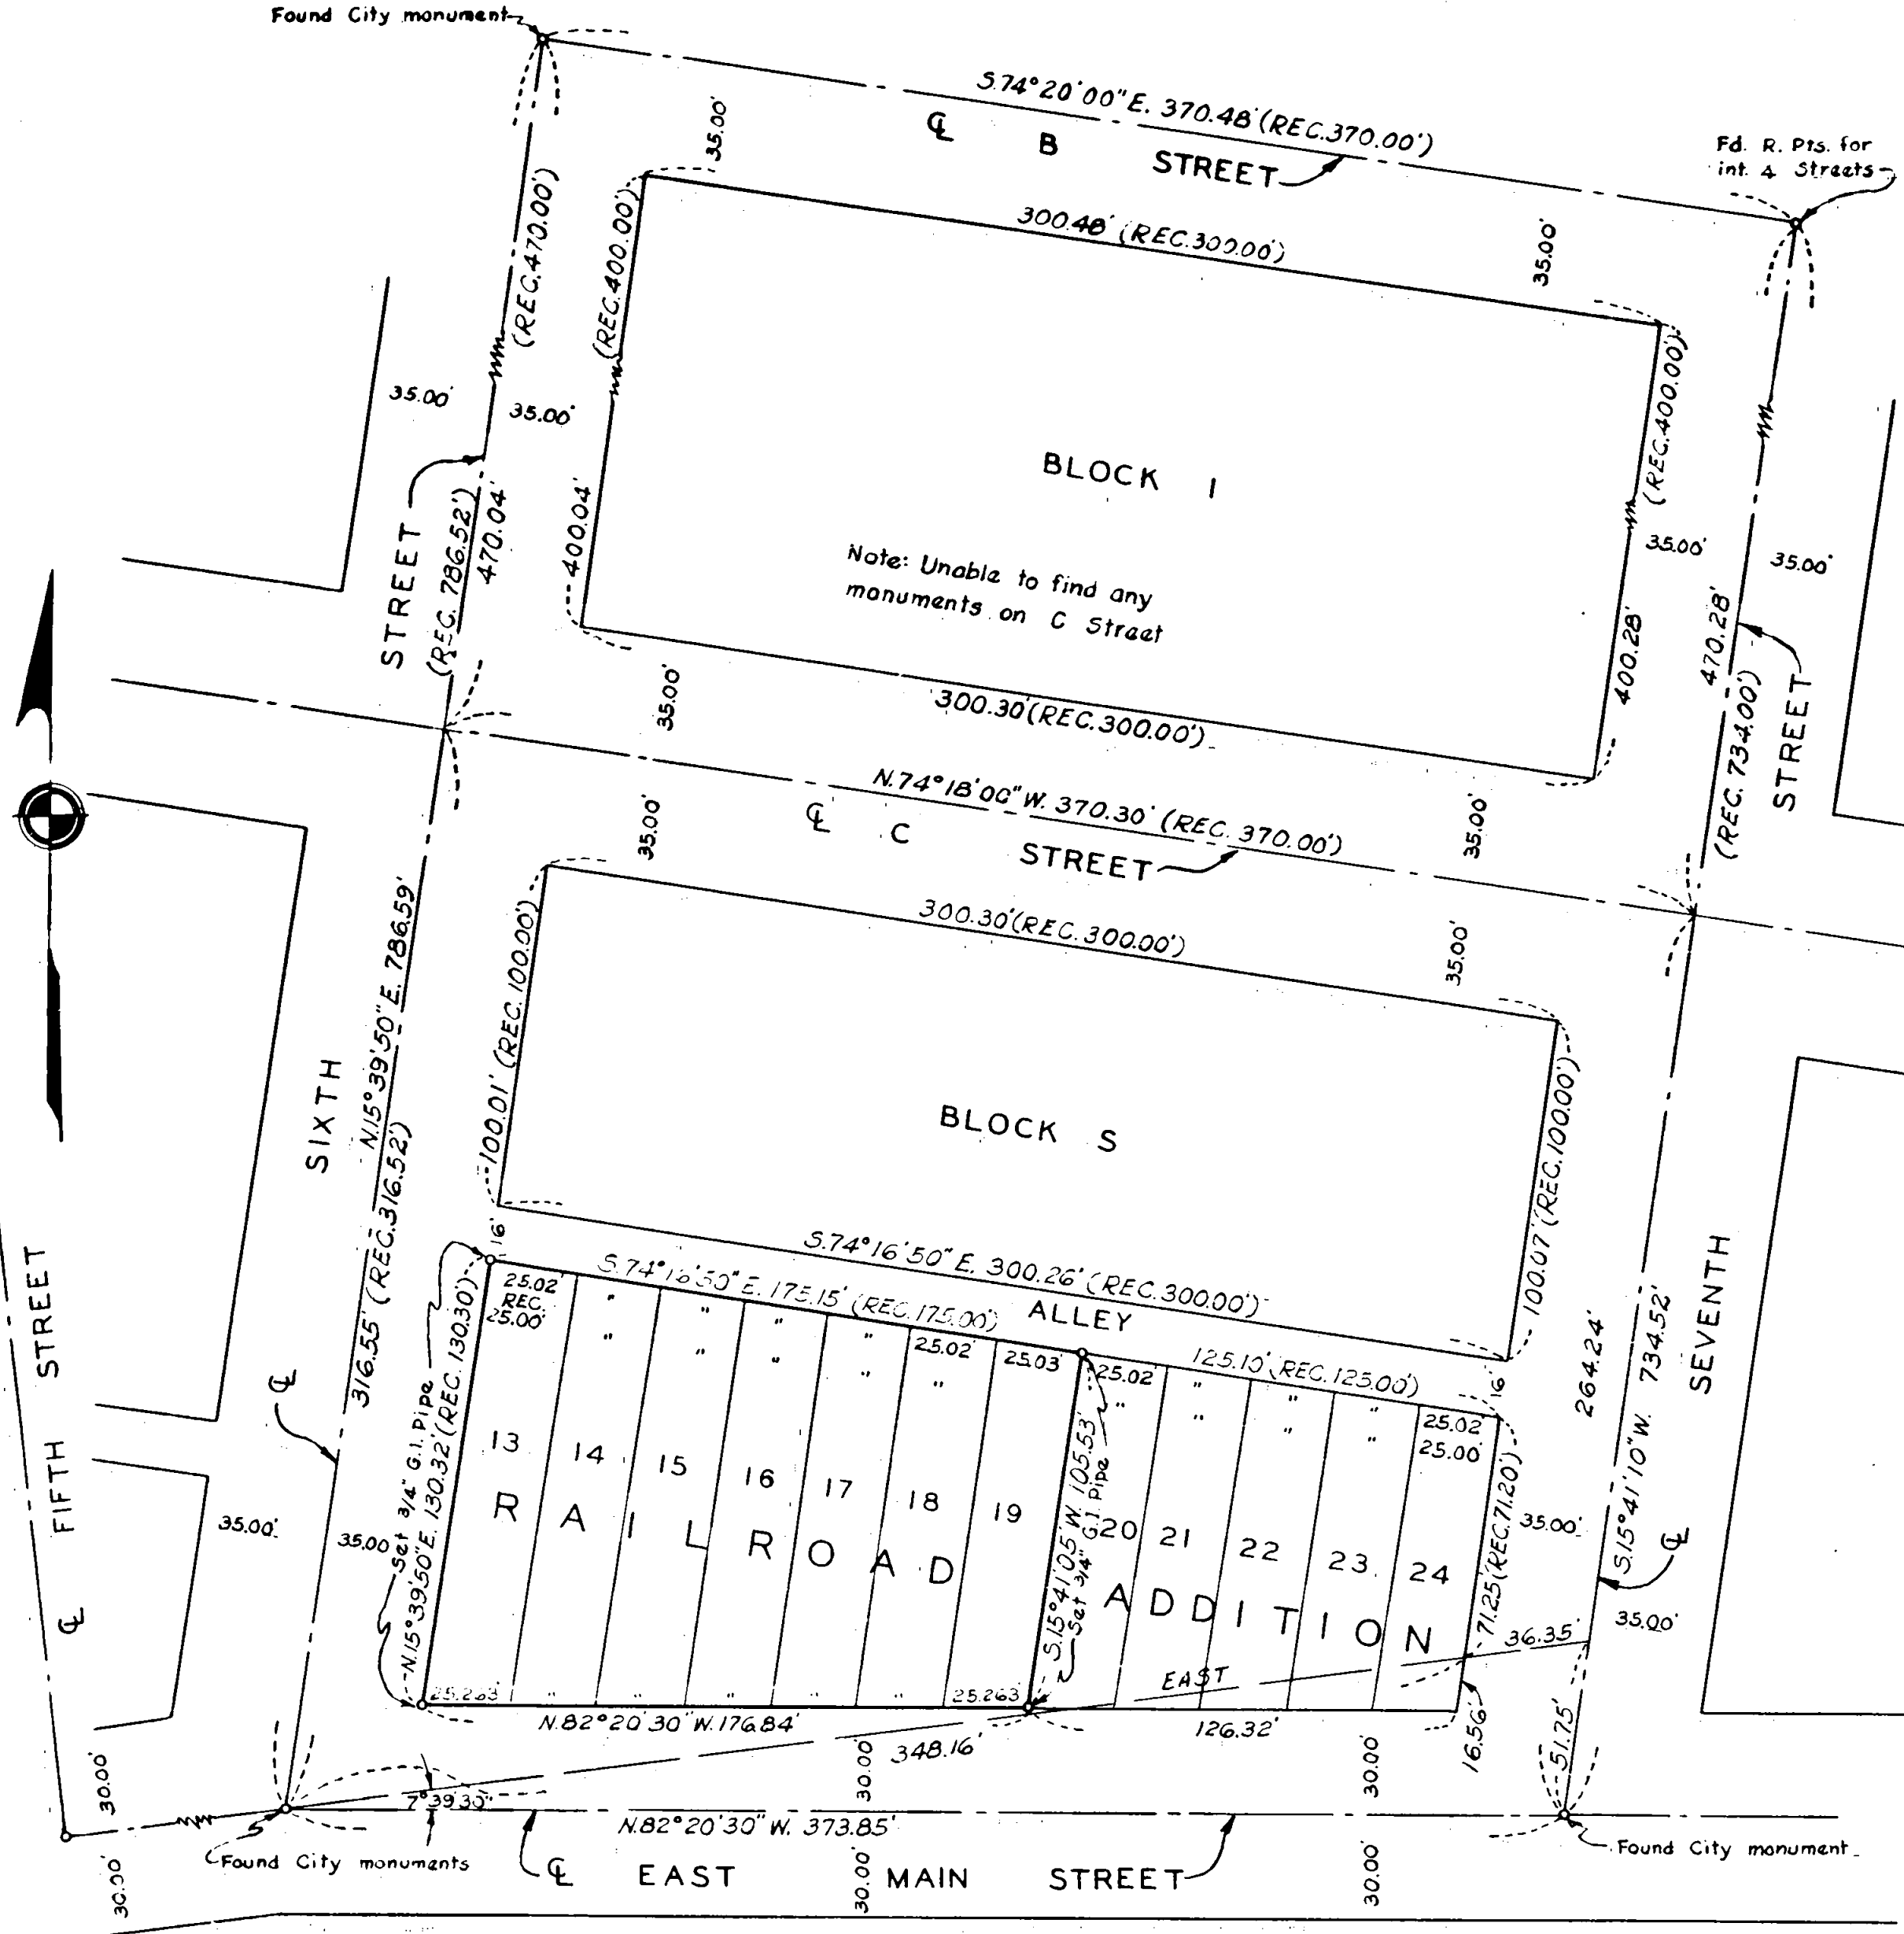 Found City monument
S.74°20'00"E. 370.48' (REC.370.00')
℄ B STREET
Fd. R. Pts. for
int. 4 Streets
35.00'
300.48' (REC.300.00')
35.00'
(REC.470.00')
(REC.400.00')
(REC.400.00')
35.00'
35.00'
BLOCK 1
Note: Unable to find any
monuments on C Street
STREET
(REC. 786.52')
470.04'
400.04'
35.00'
35.00'
400.28'
470.28'
(REC. 734.00')
STREET
35.00'
300.30' (REC.300.00')
N.74°18'00"W. 370.30' (REC. 370.00')
℄ C STREET
35.00'
35.00'
300.30' (REC.300.00')
35.00'
100.01' (REC.100.00')
N.15°39'50"E. 786.59'
SIXTH
316.55' (REC.316.52')
BLOCK S
100.07' (REC.100.00')
16'
S.74°16'50"E. 300.26' (REC.300.00')
S.74°16'50"E. 175.15' (REC.175.00')
ALLEY
125.10' (REC.125.00')
16'
25.02'
REC.
25.00'
" " " "
" " " "
25.02'
"
25.03'
25.02'
"
" " "
" " "
25.02'
25.00'
℄ FIFTH STREET
℄
35.00'
35.00
Set 3/4" G.I. Pipe
N.15°39'50"E. 130.32' (REC. 130.30')
13 14 15 16 17 18 19 20 21 22 23 24
RAILROAD ADDITION
S.15°41'05"W. 105.53'
Set 3/4" G.I. Pipe
71.25' (REC.71.20')
35.00'
264.24'
S.15°41'10"W. 734.52'
SEVENTH
℄
35.00'
36.35'
EAST
25.263'
" " " " "
25.263'
N.82°20'30"W. 176.84'
348.16'
126.32'
16.56'
51.75'
30.00'
30.00'
30.00'
7°39'30"
N.82°20'30"W. 373.85'
Found City monuments
℄ EAST MAIN STREET
Found City monument
30.00'
30.00'
30.00'